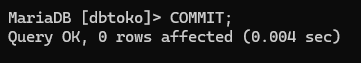 MariaDB [dbtoko]> COMMIT;
Query OK, 0 rows affected (0.004 sec)